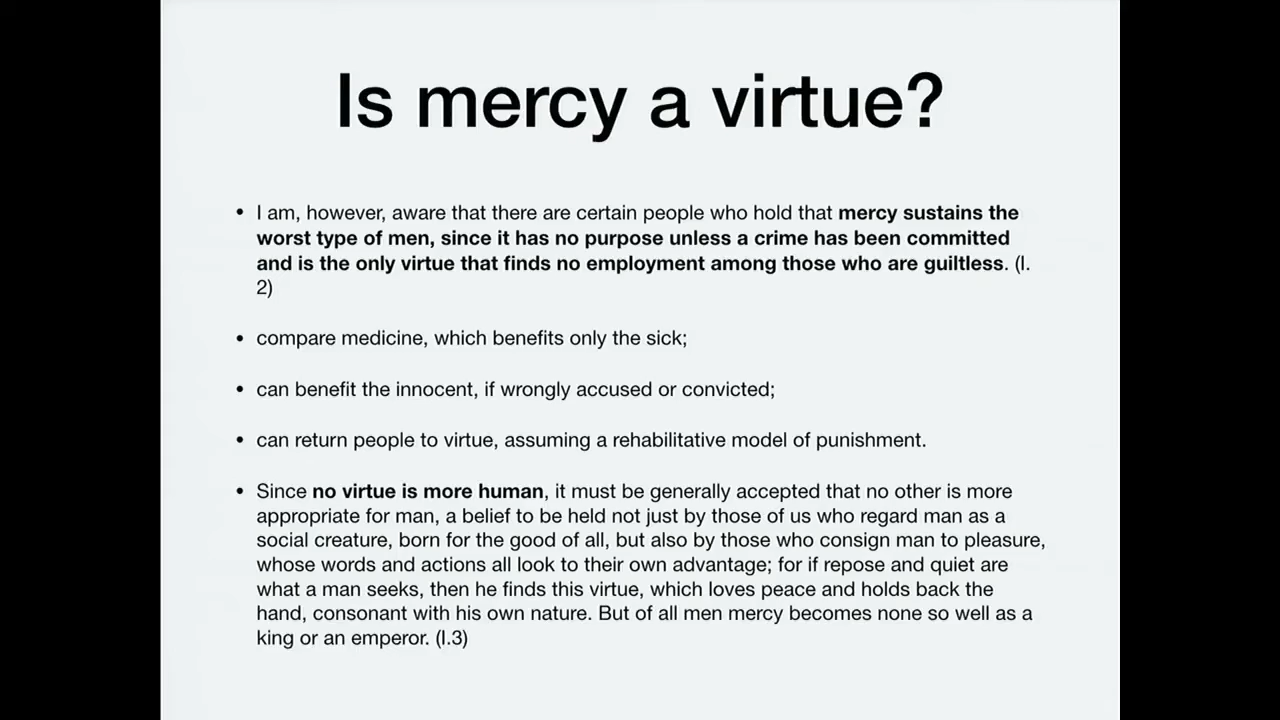 Is mercy a virtue?
• I am, however, aware that there are certain people who hold that mercy sustains the
worst type of men, since it has no purpose unless a crime has been committed
and is the only virtue that finds no employment among those who are guiltless. (I.
2)
• compare medicine, which benefits only the sick;
• can benefit the innocent, if wrongly accused or convicted;
• can return people to virtue, assuming a rehabilitative model of punishment.
• Since no virtue is more human, it must be generally accepted that no other is more
appropriate for man, a belief to be held not just by those of us who regard man as a
social creature, born for the good of all, but also by those who consign man to pleasure,
whose words and actions all look to their own advantage; for if repose and quiet are
what a man seeks, then he finds this virtue, which loves peace and holds back the
hand, consonant with his own nature. But of all men mercy becomes none so well as a
king or an emperor. (I.3)